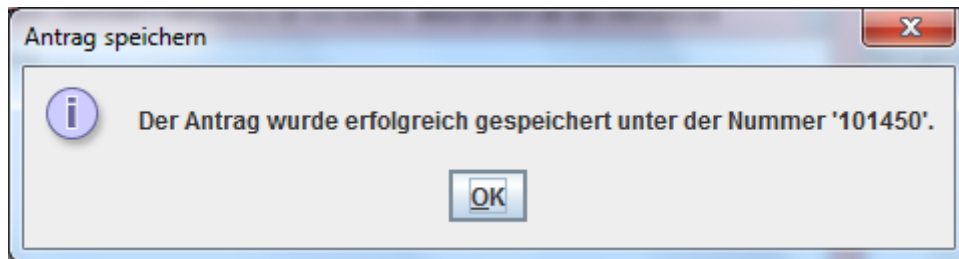 Antrag speichern
Der Antrag wurde erfolgreich gespeichert unter der Nummer '101450'.
OK